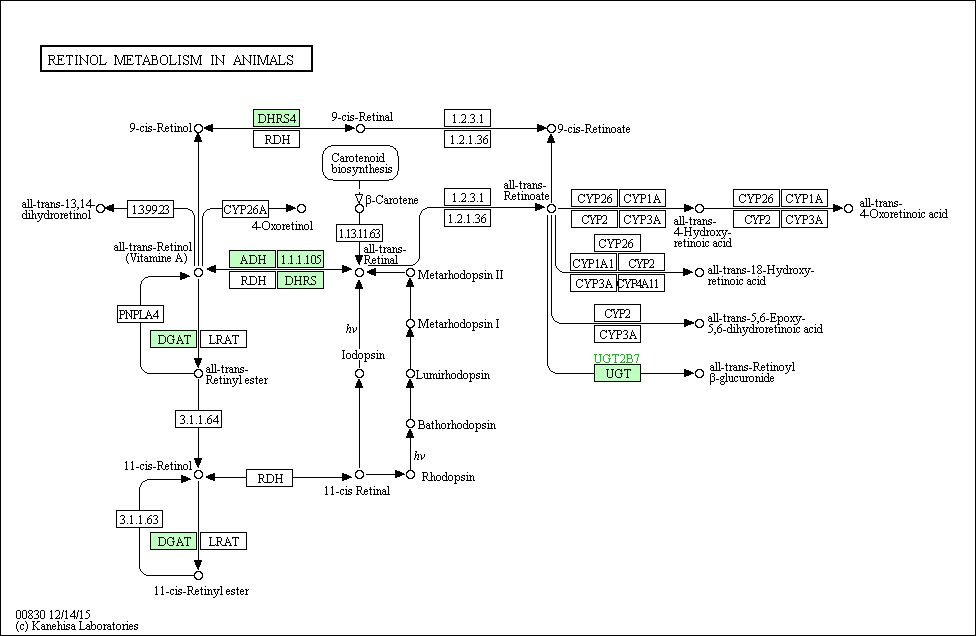 RETINOL METABOLISM IN ANIMALS
9-cis-Retinol
DHRS4
RDH
9-cis-Retinal
1.2.3.1
1.2.1.36
9-cis-Retinoate
Carotenoid
biosynthesis
β-Carotene
1.13.11.63
all-trans-
Retinal
all-trans-13,14-
dihydroretinol
1.3.99.23
CYP26A
4-Oxoretinol
all-trans-Retinol
(Vitamine A)
ADH
1.1.1.105
RDH
DHRS
1.2.3.1
1.2.1.36
all-trans-
Retinoate
CYP26
CYP1A
CYP2
CYP3A
all-trans-
4-Hydroxy-
retinoic acid
CYP26
CYP1A
CYP2
CYP3A
all-trans-
4-Oxoretinoic acid
CYP26
CYP1A1
CYP2
CYP3A
CYP4A11
all-trans-18-Hydroxy-
retinoic acid
CYP2
CYP3A
all-trans-5,6-Epoxy-
5,6-dihydroretinoic acid
UGT2B7
UGT
all-trans-Retinoyl
β-glucuronide
PNPLA4
DGAT
LRAT
all-trans-
Retinyl ester
hν
Iodopsin
Metarhodopsin II
Metarhodopsin I
Lumirhodopsin
Bathorhodopsin
hν
Rhodopsin
3.1.1.64
11-cis-Retinol
RDH
11-cis Retinal
3.1.1.63
DGAT
LRAT
11-cis-Retinyl ester
00830 12/14/15
(c) Kanehisa Laboratories